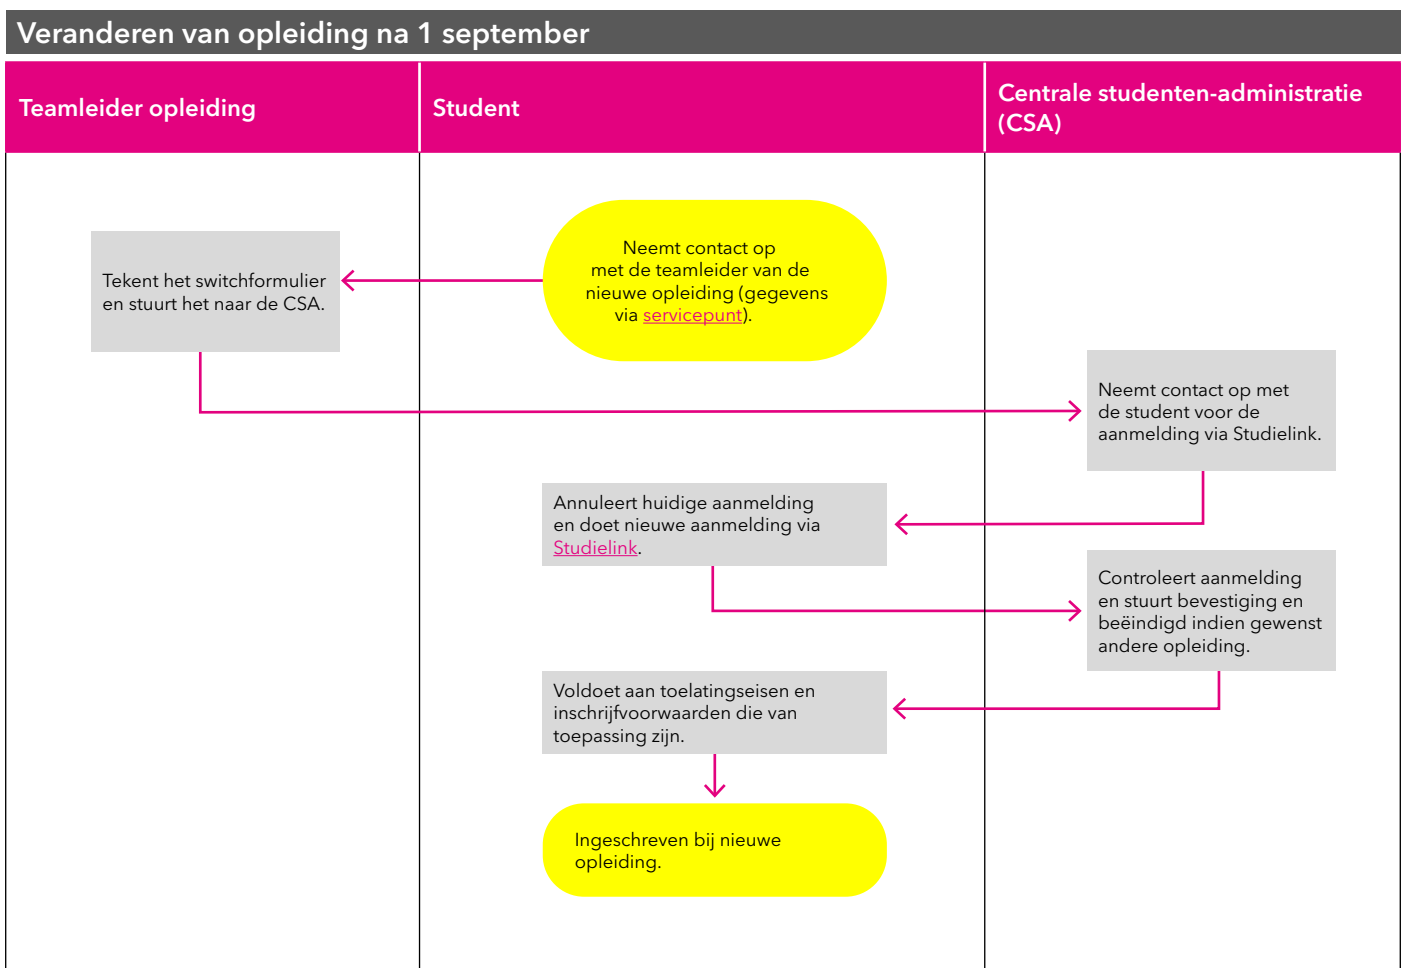 Veranderen van opleiding na 1 september
Teamleider opleiding
Student
Centrale studenten-administratie
(CSA)
Neemt contact op
met de teamleider van de
nieuwe opleiding (gegevens
via servicepunt).
Tekent het switchformulier
en stuurt het naar de CSA.
Neemt contact op met
de student voor de
aanmelding via Studielink.
Annuleert huidige aanmelding
en doet nieuwe aanmelding via
Studielink.
Controleert aanmelding
en stuurt bevestiging en
beëindigd indien gewenst
andere opleiding.
Voldoet aan toelatingseisen en
inschrijfvoorwaarden die van
toepassing zijn.
Ingeschreven bij nieuwe
opleiding.